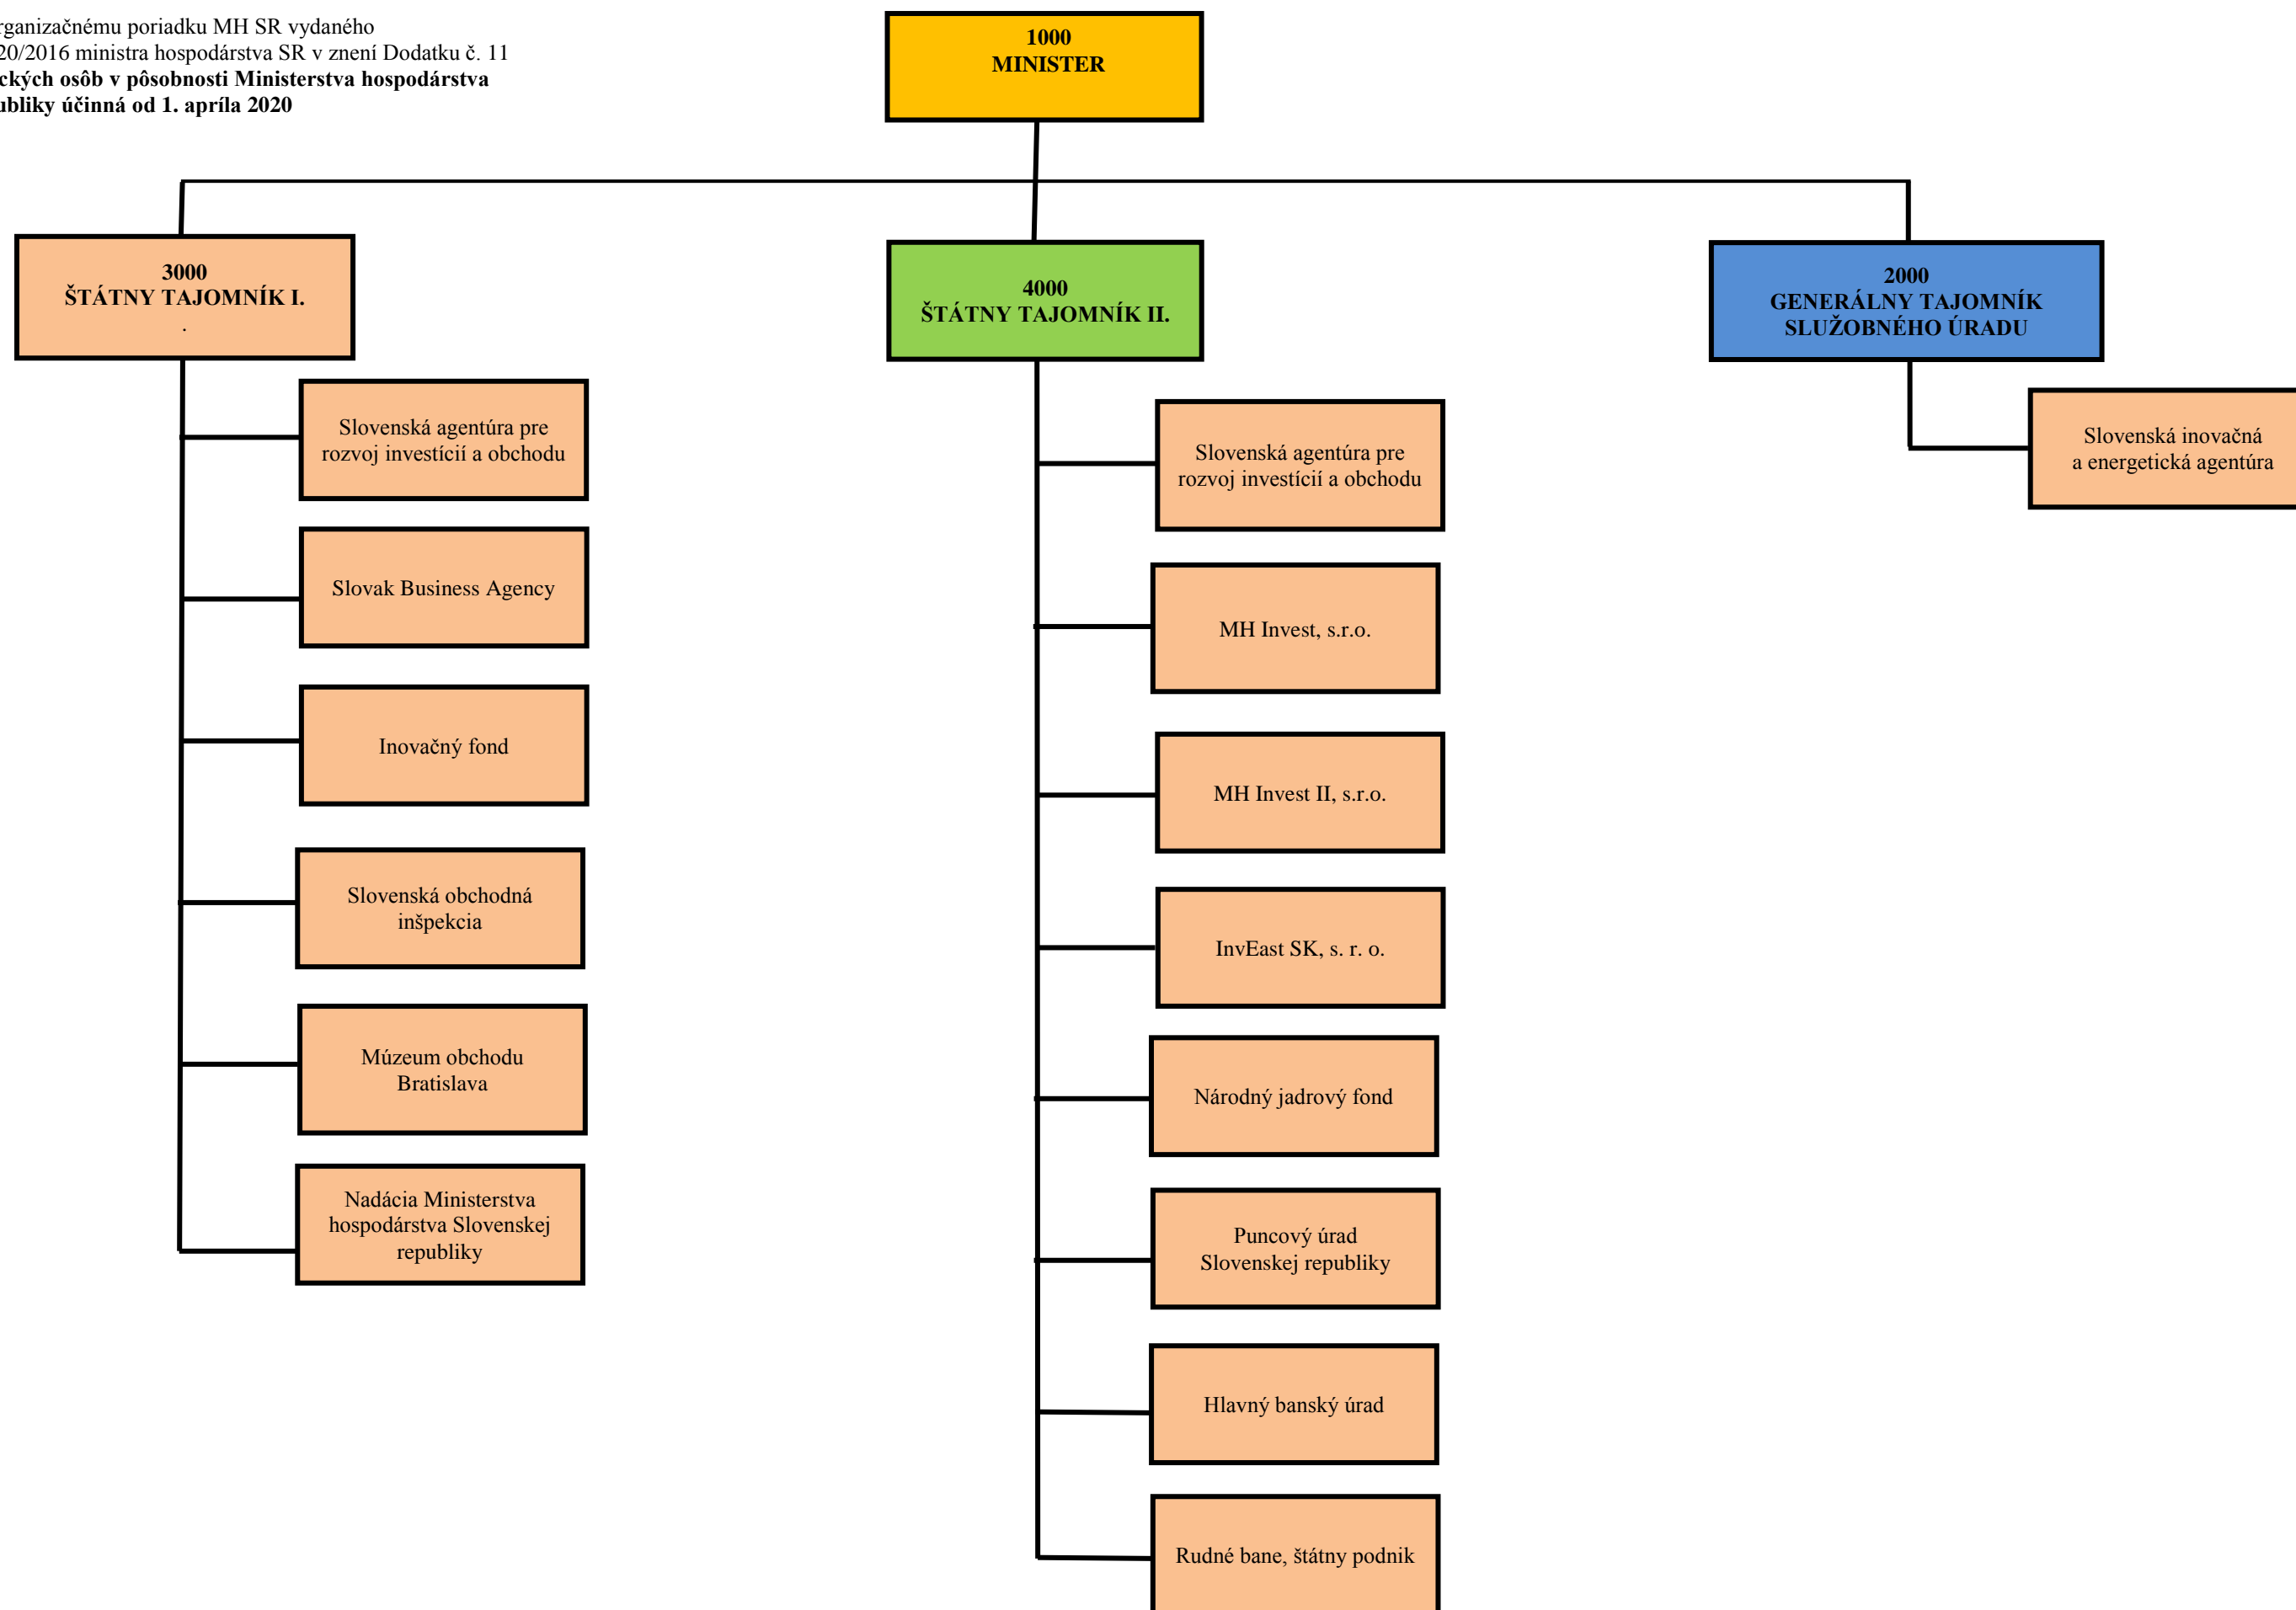 rganizačnému poriadku MH SR vydaného
20/2016 ministra hospodárstva SR v znení Dodatku č. 11
ckých osôb v pôsobnosti Ministerstva hospodárstva
ubliky účinná od 1. apríla 2020
1000
MINISTER
3000
ŠTÁTNY TAJOMNÍK I.
.
4000
ŠTÁTNY TAJOMNÍK II.
2000
GENERÁLNY TAJOMNÍK
SLUŽOBNÉHO ÚRADU
Slovenská agentúra pre
rozvoj investícií a obchodu
Slovak Business Agency
Inovačný fond
Slovenská obchodná
inšpekcia
Múzeum obchodu
Bratislava
Nadácia Ministerstva
hospodárstva Slovenskej
republiky
Slovenská agentúra pre
rozvoj investícií a obchodu
MH Invest, s.r.o.
MH Invest II, s.r.o.
InvEast SK, s. r. o.
Národný jadrový fond
Puncový úrad
Slovenskej republiky
Hlavný banský úrad
Rudné bane, štátny podnik
Slovenská inovačná
a energetická agentúra